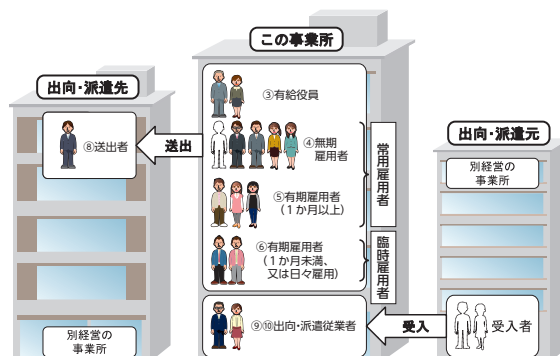 この事業所
③有給役員
④無期
雇用者
⑤有期雇用者
（1か月以上）
⑥有期雇用者
（1か月未満、
又は日々雇用）
⑨⑩出向・派遣従業者
常用雇用者
臨時雇用者
出向・派遣先
⑧送出者
送出
別経営の
事業所
出向・派遣元
別経営の
事業所
受入
受入者